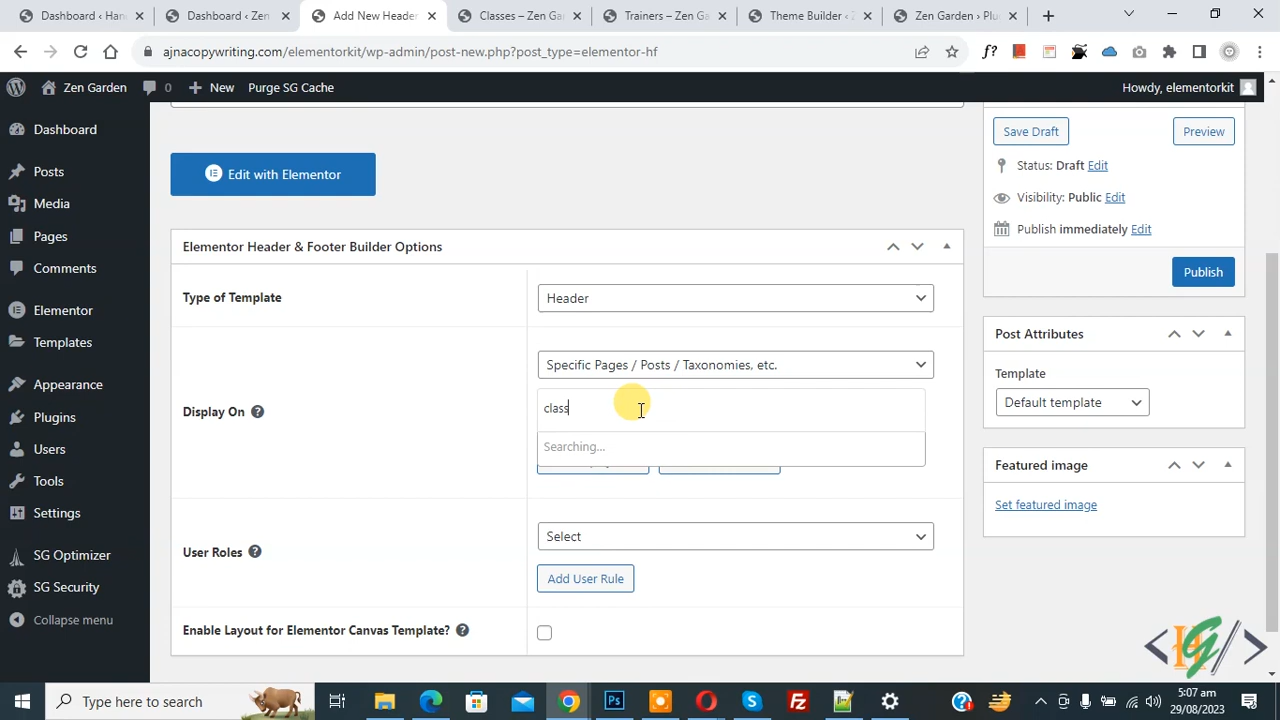 Dashboard ‹ Han
Dashboard ‹ Zen
Add New Header
Classes – Zen Gar
Trainers – Zen Ga
Theme Builder ‹ Z
Zen Garden › Plu
ajnacopywriting.com/elementorkit/wp-admin/post-new.php?post_type=elementor-hf
f?
Zen Garden
0
New
Purge SG Cache
Howdy, elementorkit
Dashboard
Posts
Media
Pages
Comments
Elementor
Templates
Appearance
Plugins
Users
Tools
Settings
SG Optimizer
SG Security
Collapse menu
Edit with Elementor
Elementor Header & Footer Builder Options
Type of Template
Header
Display On
Specific Pages / Posts / Taxonomies, etc.
class
Searching...
User Roles
Select
Add User Rule
Enable Layout for Elementor Canvas Template?
Save Draft
Preview
Status: Draft Edit
Visibility: Public Edit
Publish immediately Edit
Publish
Post Attributes
Template
Default template
Featured image
Set featured image
Type here to search
Ps
5:07 am
29/08/2023